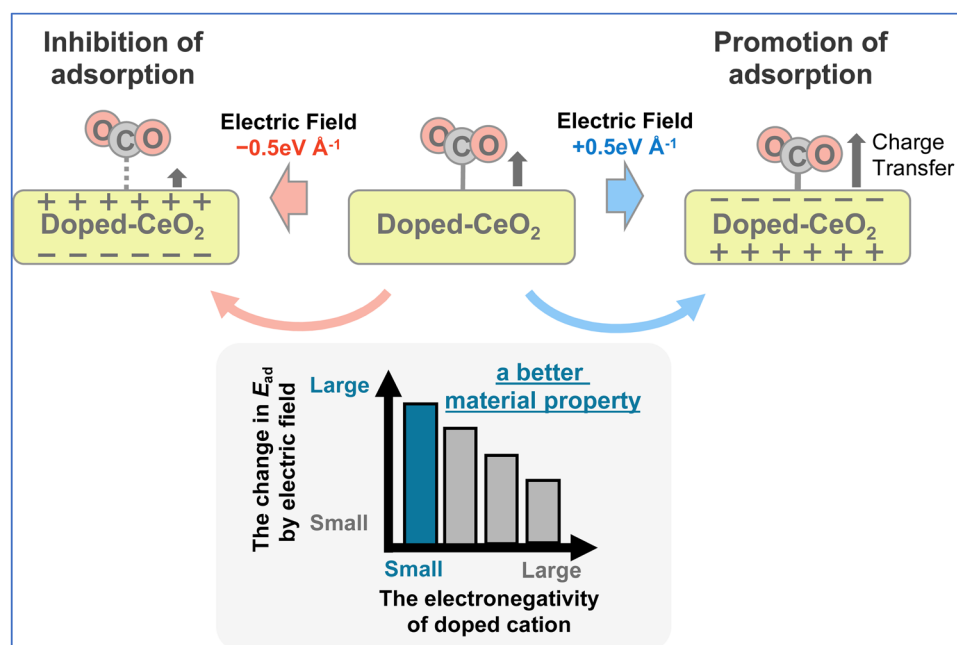 Inhibition of
adsorption
Promotion of
adsorption
O C O
Electric Field
−0.5eV Å⁻¹
O C O
Electric Field
+0.5eV Å⁻¹
O C O
Charge
Transfer
+ + + + + +
Doped-CeO₂
− − − − − −
Doped-CeO₂
− − − − − −
Doped-CeO₂
+ + + + + +
The change in E_ad
by electric field
Large
Small
a better
material property
Small
Large
The electronegativity
of doped cation